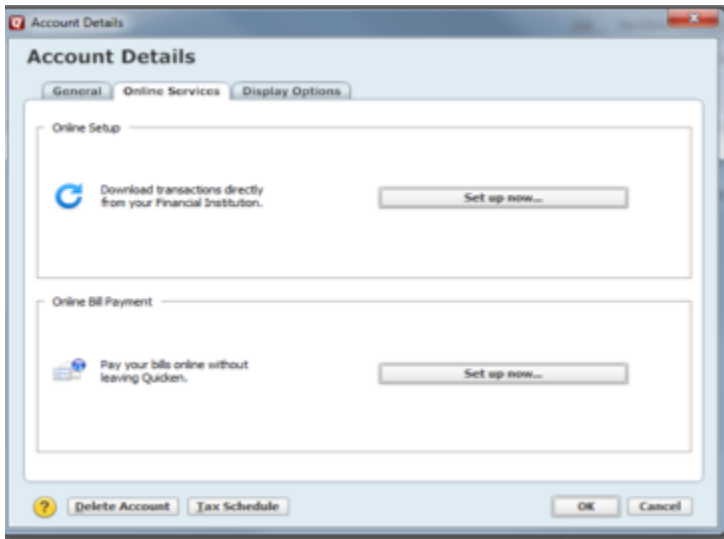 Account Details
Account Details
General Online Services Display Options
Online Setup
Download transactions directly
from your Financial Institution.
Set up now...
Online Bill Payment
Pay your bills online without
leaving Quicken.
Set up now...
? Delete Account Tax Schedule OK Cancel